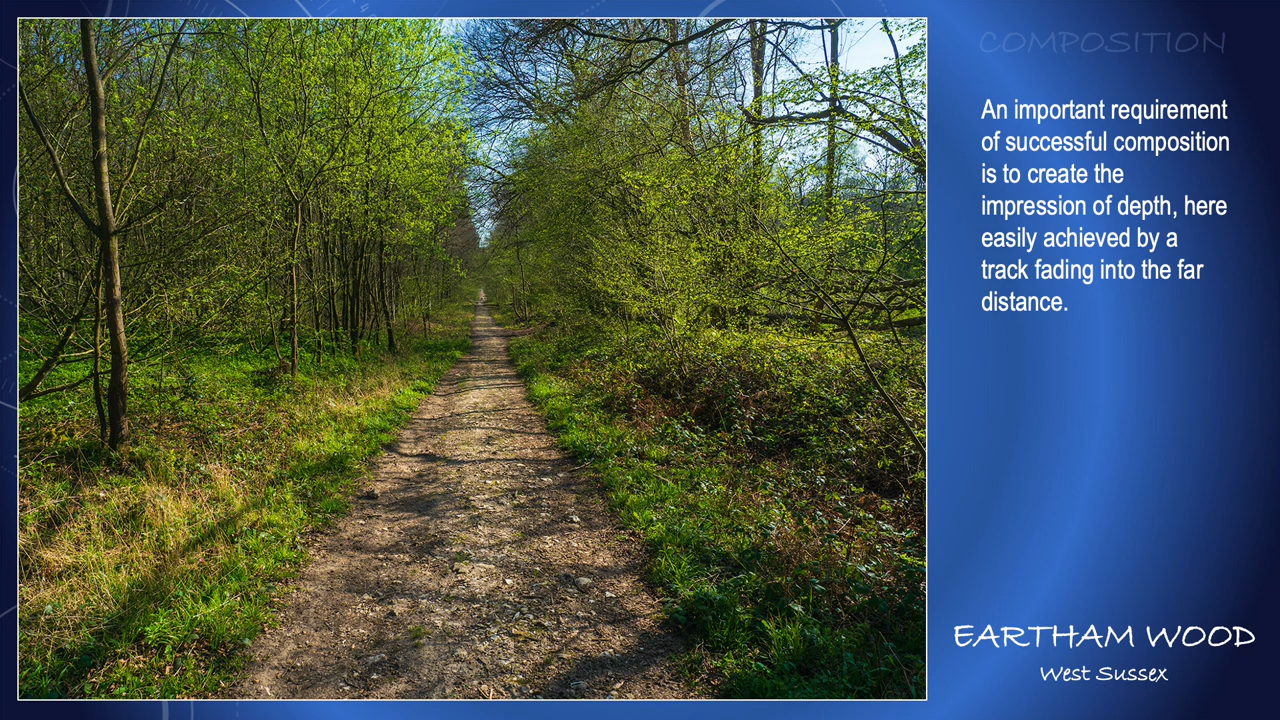 COMPOSITION
An important requirement
of successful composition
is to create the
impression of depth, here
easily achieved by a
track fading into the far
distance.
EARTHAM WOOD
West Sussex